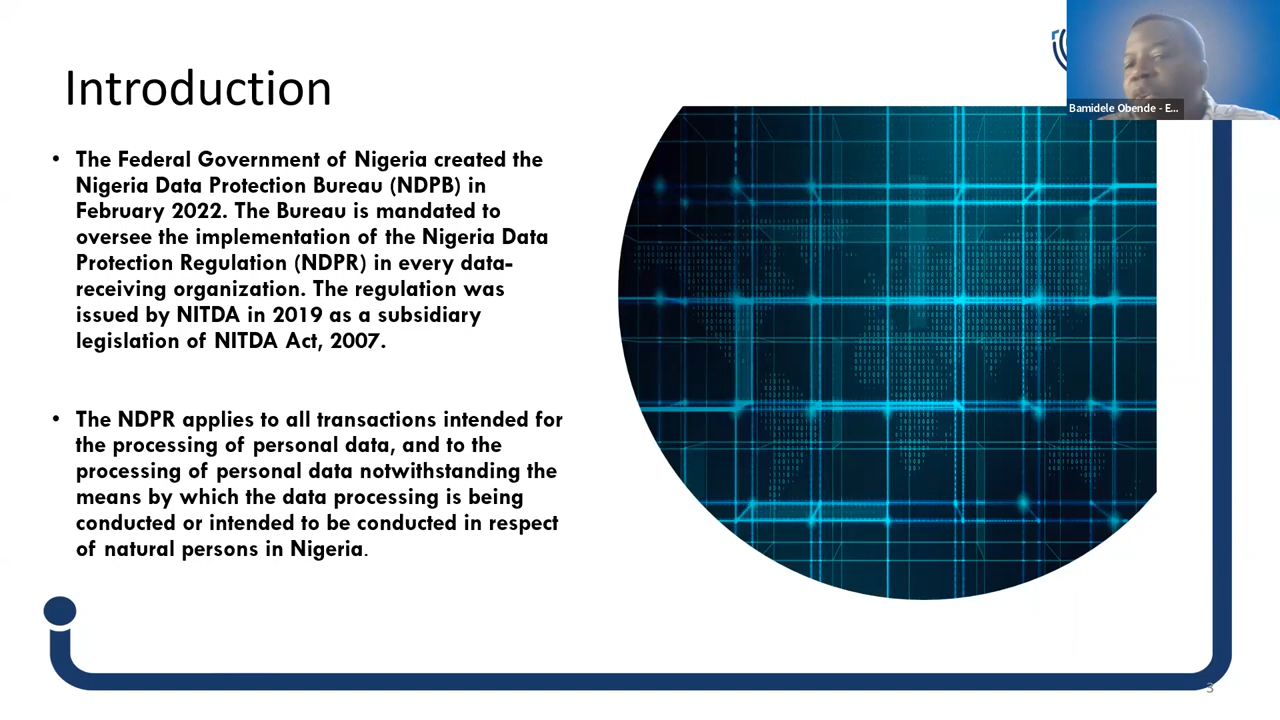 Introduction
Bamidele Obende - E...
• The Federal Government of Nigeria created the
Nigeria Data Protection Bureau (NDPB) in
February 2022. The Bureau is mandated to
oversee the implementation of the Nigeria Data
Protection Regulation (NDPR) in every data-
receiving organization. The regulation was
issued by NITDA in 2019 as a subsidiary
legislation of NITDA Act, 2007.
• The NDPR applies to all transactions intended for
the processing of personal data, and to the
processing of personal data notwithstanding the
means by which the data processing is being
conducted or intended to be conducted in respect
of natural persons in Nigeria.
3